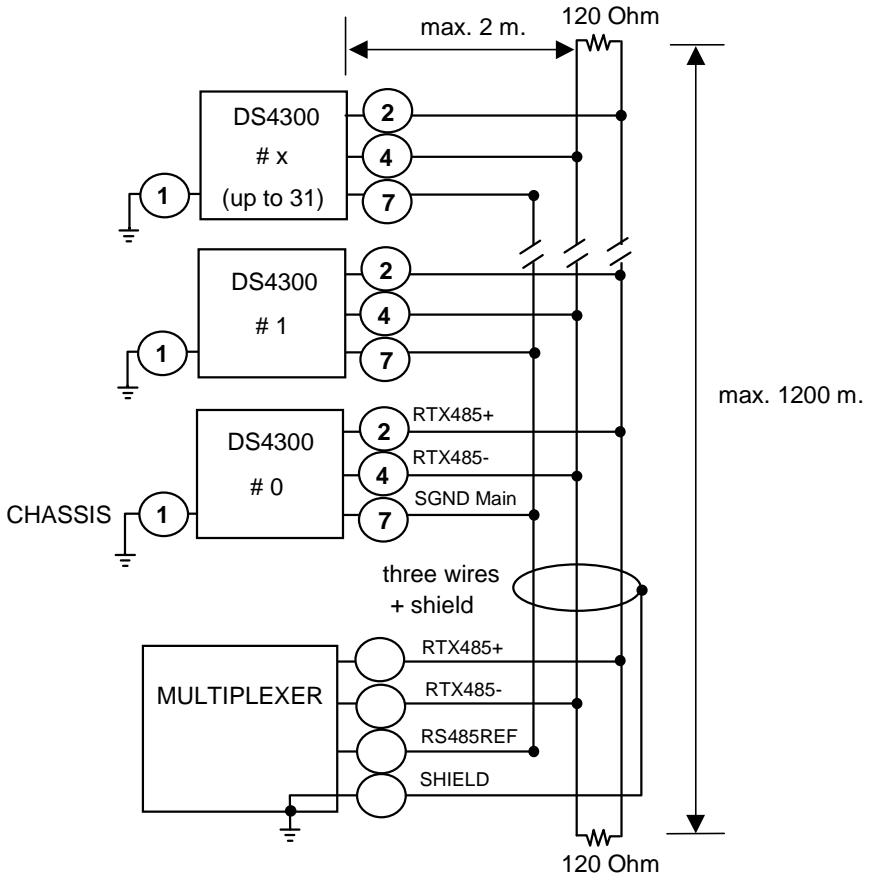 120 Ohm
max. 2 m.
DS4300
# x
(up to 31)
2
4
7
1
DS4300
# 1
2
4
7
1
DS4300
# 0
2
4
7
RTX485+
RTX485-
SGND Main
CHASSIS
1
max. 1200 m.
three wires
+ shield
MULTIPLEXER
RTX485+
RTX485-
RS485REF
SHIELD
120 Ohm